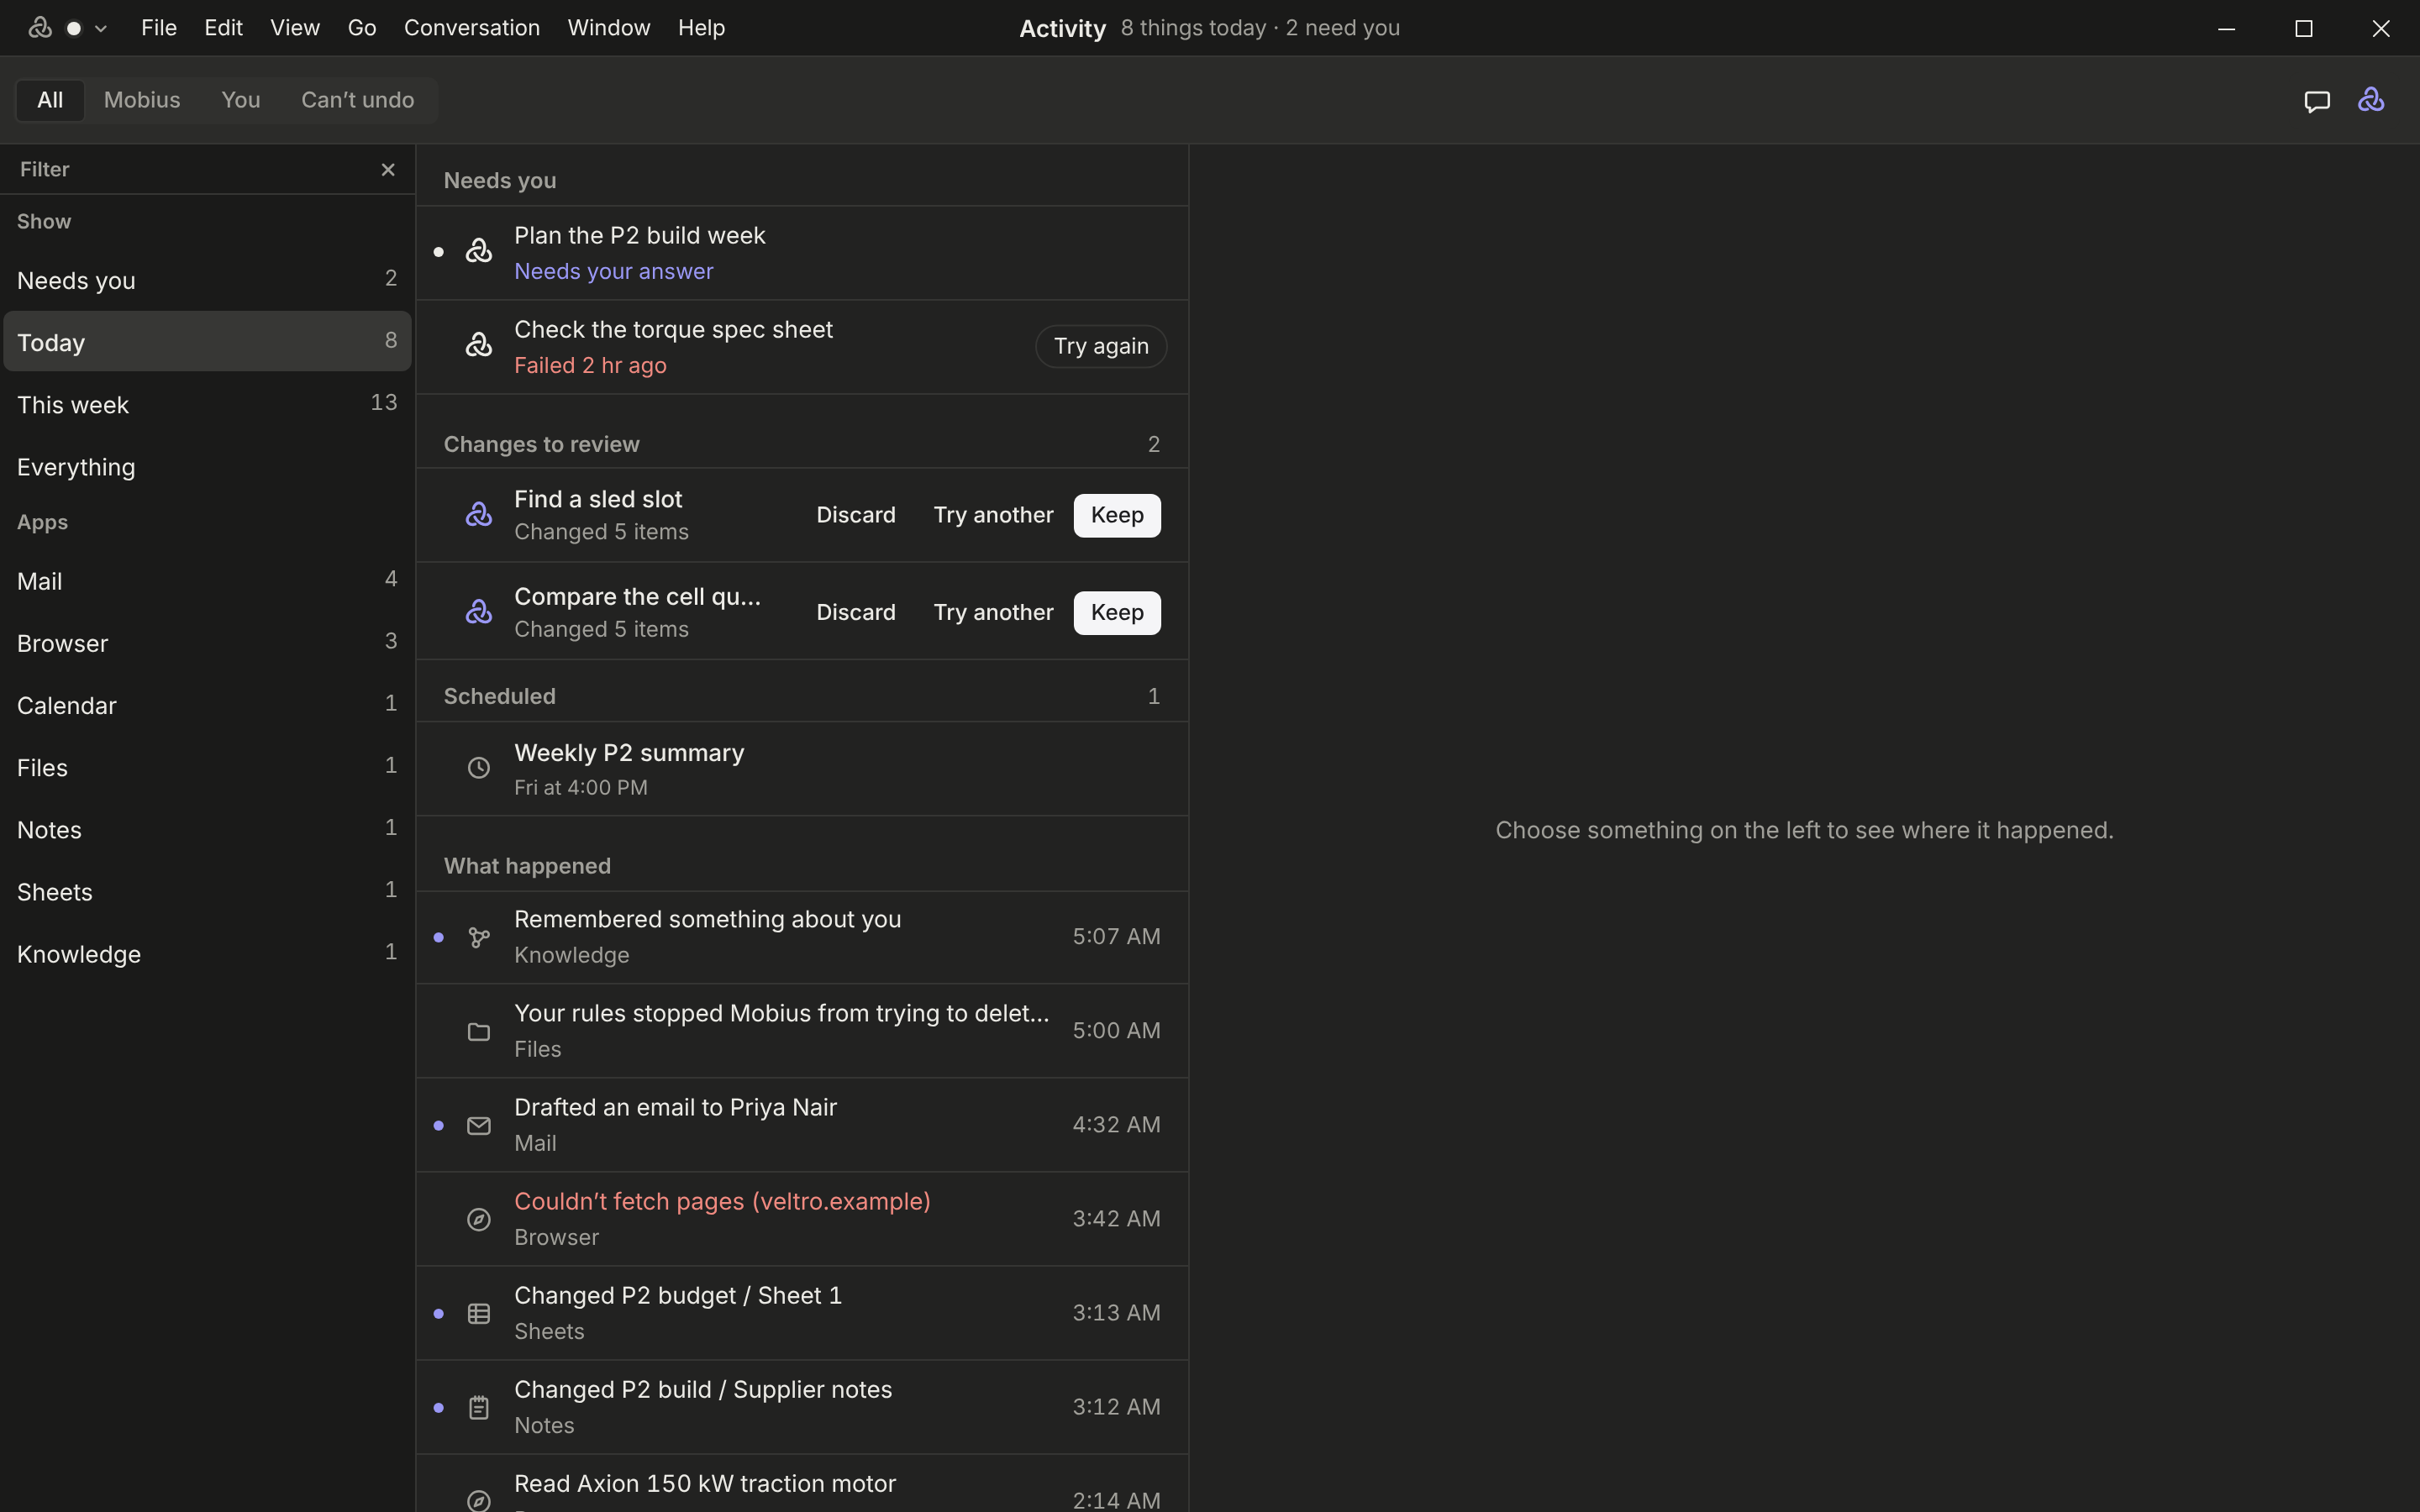 File Edit View Go Conversation Window Help
Activity 8 things today · 2 need you
All Mobius You Can’t undo
Filter
Show
Needs you 2
Today 8
This week 13
Everything
Apps
Mail 4
Browser 3
Calendar 1
Files 1
Notes 1
Sheets 1
Knowledge 1
Needs you
Plan the P2 build week
Needs your answer
Check the torque spec sheet
Failed 2 hr ago
Try again
Changes to review 2
Find a sled slot
Changed 5 items
Discard Try another Keep
Compare the cell qu…
Changed 5 items
Discard Try another Keep
Scheduled 1
Weekly P2 summary
Fri at 4:00 PM
What happened
Remembered something about you
Knowledge
5:07 AM
Your rules stopped Mobius from trying to delet…
Files
5:00 AM
Drafted an email to Priya Nair
Mail
4:32 AM
Couldn’t fetch pages (veltro.example)
Browser
3:42 AM
Changed P2 budget / Sheet 1
Sheets
3:13 AM
Changed P2 build / Supplier notes
Notes
3:12 AM
Read Axion 150 kW traction motor
2:14 AM
Choose something on the left to see where it happened.